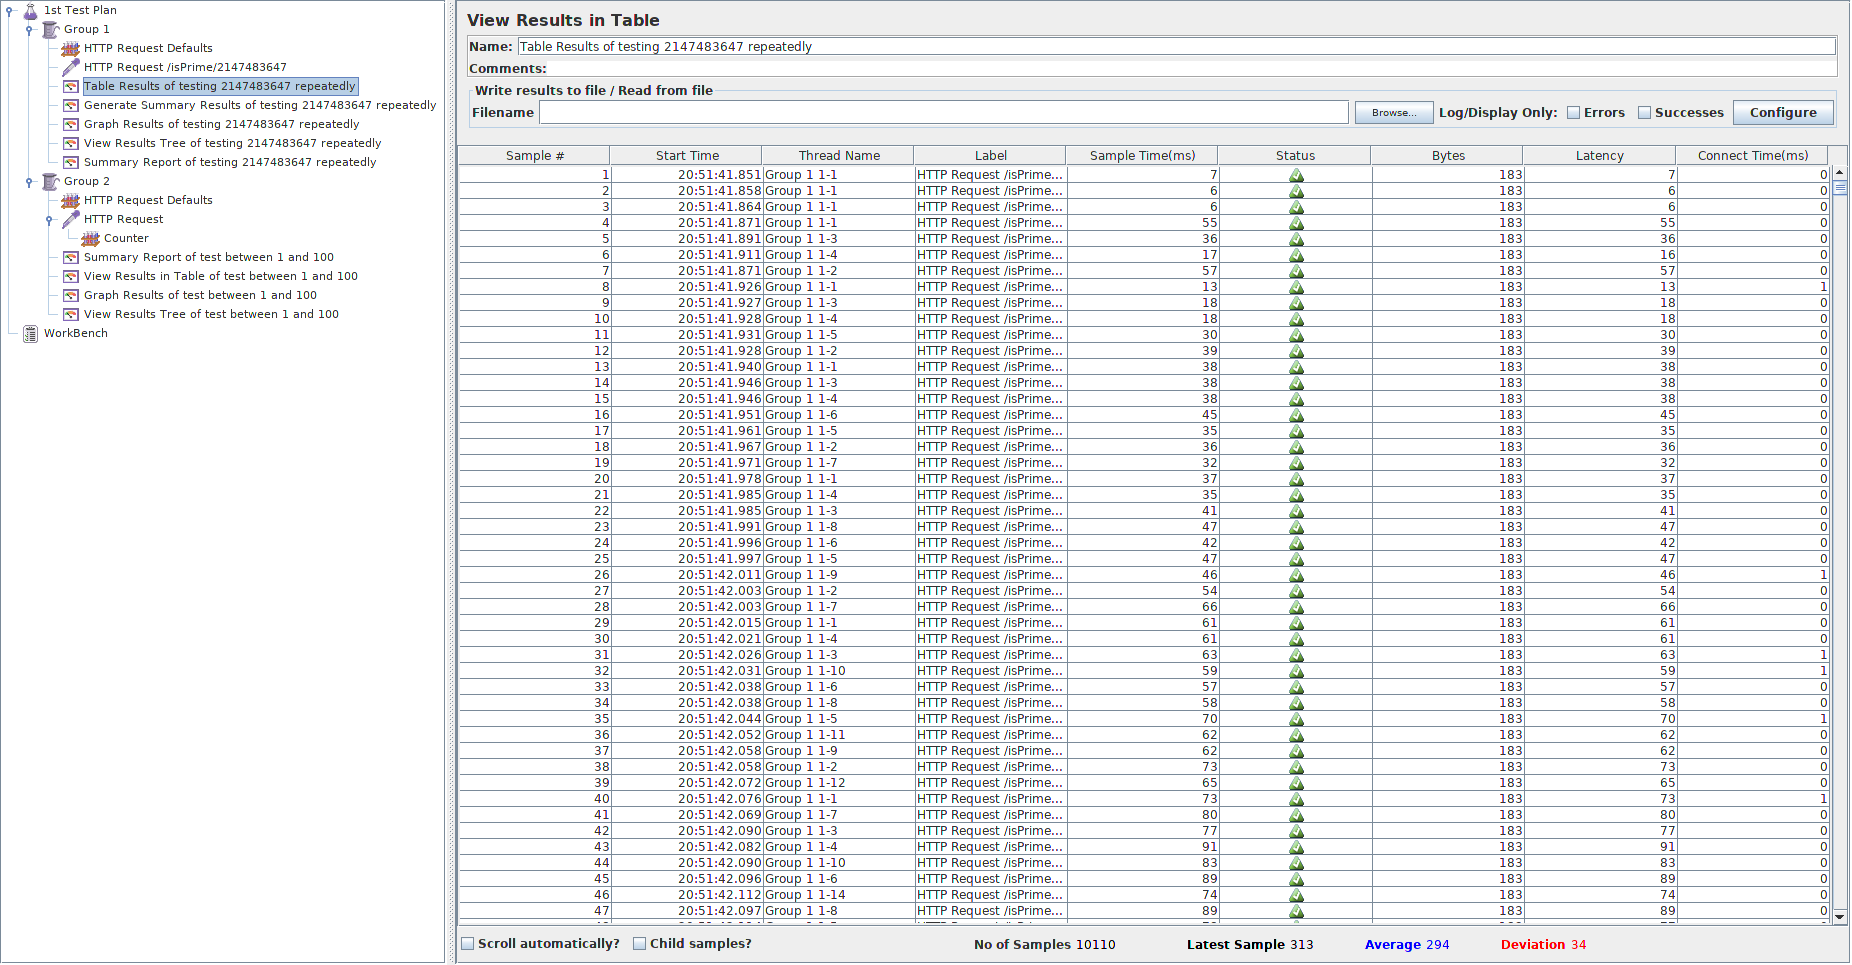 1st Test Plan
Group 1
HTTP Request Defaults
HTTP Request /isPrime/2147483647
Table Results of testing 2147483647 repeatedly
Generate Summary Results of testing 2147483647 repeatedly
Graph Results of testing 2147483647 repeatedly
View Results Tree of testing 2147483647 repeatedly
Summary Report of testing 2147483647 repeatedly
Group 2
HTTP Request Defaults
HTTP Request
Counter
Summary Report of test between 1 and 100
View Results in Table of test between 1 and 100
Graph Results of test between 1 and 100
View Results Tree of test between 1 and 100
WorkBench
View Results in Table
Name: Table Results of testing 2147483647 repeatedly
Comments:
Write results to file / Read from file
Filename Browse... Log/Display Only: Errors Successes Configure
Sample # Start Time Thread Name Label Sample Time(ms) Status Bytes Latency Connect Time(ms)
1 20:51:41.851 Group 1 1-1 HTTP Request /isPrime... 7 183 7 0
2 20:51:41.858 Group 1 1-1 HTTP Request /isPrime... 6 183 6 0
3 20:51:41.864 Group 1 1-1 HTTP Request /isPrime... 6 183 6 0
4 20:51:41.871 Group 1 1-1 HTTP Request /isPrime... 55 183 55 0
5 20:51:41.891 Group 1 1-3 HTTP Request /isPrime... 36 183 36 0
6 20:51:41.911 Group 1 1-4 HTTP Request /isPrime... 17 183 16 0
7 20:51:41.871 Group 1 1-2 HTTP Request /isPrime... 57 183 57 0
8 20:51:41.926 Group 1 1-1 HTTP Request /isPrime... 13 183 13 1
9 20:51:41.927 Group 1 1-3 HTTP Request /isPrime... 18 183 18 0
10 20:51:41.928 Group 1 1-4 HTTP Request /isPrime... 18 183 18 0
11 20:51:41.931 Group 1 1-5 HTTP Request /isPrime... 30 183 30 0
12 20:51:41.928 Group 1 1-2 HTTP Request /isPrime... 39 183 39 0
13 20:51:41.940 Group 1 1-1 HTTP Request /isPrime... 38 183 38 0
14 20:51:41.946 Group 1 1-3 HTTP Request /isPrime... 38 183 38 0
15 20:51:41.946 Group 1 1-4 HTTP Request /isPrime... 38 183 38 0
16 20:51:41.951 Group 1 1-6 HTTP Request /isPrime... 45 183 45 0
17 20:51:41.961 Group 1 1-5 HTTP Request /isPrime... 35 183 35 0
18 20:51:41.967 Group 1 1-2 HTTP Request /isPrime... 36 183 36 0
19 20:51:41.971 Group 1 1-7 HTTP Request /isPrime... 32 183 32 0
20 20:51:41.978 Group 1 1-1 HTTP Request /isPrime... 37 183 37 0
21 20:51:41.985 Group 1 1-4 HTTP Request /isPrime... 35 183 35 0
22 20:51:41.985 Group 1 1-3 HTTP Request /isPrime... 41 183 41 0
23 20:51:41.991 Group 1 1-8 HTTP Request /isPrime... 47 183 47 0
24 20:51:41.996 Group 1 1-6 HTTP Request /isPrime... 42 183 42 0
25 20:51:41.997 Group 1 1-5 HTTP Request /isPrime... 47 183 47 0
26 20:51:42.011 Group 1 1-9 HTTP Request /isPrime... 46 183 46 1
27 20:51:42.003 Group 1 1-2 HTTP Request /isPrime... 54 183 54 0
28 20:51:42.003 Group 1 1-7 HTTP Request /isPrime... 66 183 66 0
29 20:51:42.015 Group 1 1-1 HTTP Request /isPrime... 61 183 61 0
30 20:51:42.021 Group 1 1-4 HTTP Request /isPrime... 61 183 61 0
31 20:51:42.026 Group 1 1-3 HTTP Request /isPrime... 63 183 63 1
32 20:51:42.031 Group 1 1-10 HTTP Request /isPrime... 59 183 59 1
33 20:51:42.038 Group 1 1-6 HTTP Request /isPrime... 57 183 57 0
34 20:51:42.038 Group 1 1-8 HTTP Request /isPrime... 58 183 58 0
35 20:51:42.044 Group 1 1-5 HTTP Request /isPrime... 70 183 70 1
36 20:51:42.052 Group 1 1-11 HTTP Request /isPrime... 62 183 62 0
37 20:51:42.058 Group 1 1-9 HTTP Request /isPrime... 62 183 62 0
38 20:51:42.058 Group 1 1-2 HTTP Request /isPrime... 73 183 73 0
39 20:51:42.072 Group 1 1-12 HTTP Request /isPrime... 65 183 65 0
40 20:51:42.076 Group 1 1-1 HTTP Request /isPrime... 73 183 73 1
41 20:51:42.069 Group 1 1-7 HTTP Request /isPrime... 80 183 80 0
42 20:51:42.090 Group 1 1-3 HTTP Request /isPrime... 77 183 77 0
43 20:51:42.082 Group 1 1-4 HTTP Request /isPrime... 91 183 91 0
44 20:51:42.090 Group 1 1-10 HTTP Request /isPrime... 83 183 83 0
45 20:51:42.096 Group 1 1-6 HTTP Request /isPrime... 89 183 89 0
46 20:51:42.112 Group 1 1-14 HTTP Request /isPrime... 74 183 74 0
47 20:51:42.097 Group 1 1-8 HTTP Request /isPrime... 89 183 89 0
Scroll automatically? Child samples? No of Samples 10110 Latest Sample 313 Average 294 Deviation 34